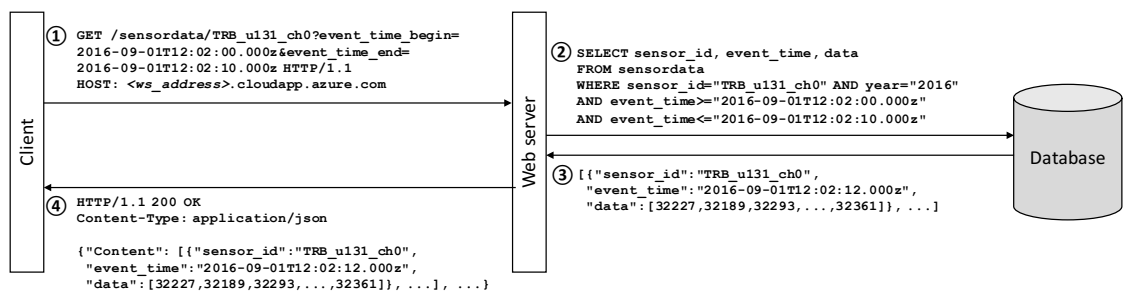 Client
①
GET /sensordata/TRB_u131_ch0?event_time_begin=
2016-09-01T12:02:00.000z&event_time_end=
2016-09-01T12:02:10.000z HTTP/1.1
HOST: <ws_address>.cloudapp.azure.com
Web server
②
SELECT sensor_id, event_time, data
FROM sensordata
WHERE sensor_id="TRB_u131_ch0" AND year="2016"
AND event_time>="2016-09-01T12:02:00.000z"
AND event_time<="2016-09-01T12:02:10.000z"
Database
③
[{"sensor_id":"TRB_u131_ch0",
"event_time":"2016-09-01T12:02:12.000z",
"data":[32227,32189,32293,...,32361]}, ...]
④
HTTP/1.1 200 OK
Content-Type: application/json
{"Content": [{"sensor_id":"TRB_u131_ch0",
"event_time":"2016-09-01T12:02:12.000z",
"data":[32227,32189,32293,...,32361]}, ...], ...}